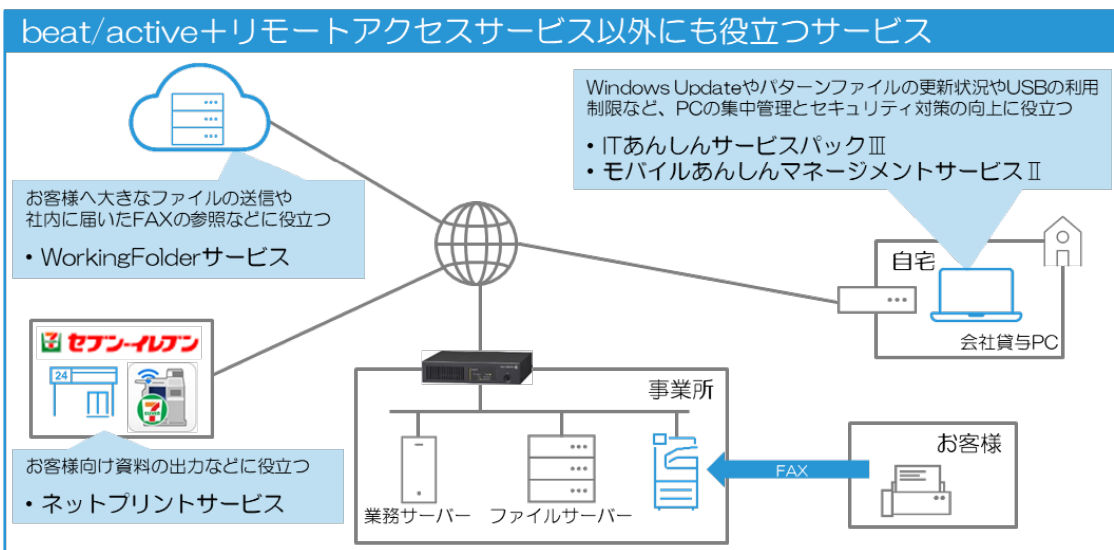 beat/active+リモートアクセスサービス以外にも役立つサービス
Windows Updateやパターンファイルの更新状況やUSBの利用
制限など、PCの集中管理とセキュリティ対策の向上に役立つ
・ITあんしんサービスパックⅢ
・モバイルあんしんマネージメントサービスⅡ
お客様へ大きなファイルの送信や
社内に届いたFAXの参照などに役立つ
・WorkingFolderサービス
自宅
会社貸与PC
セブン-イレブン
24
お客様向け資料の出力などに役立つ
・ネットプリントサービス
事業所
業務サーバー
ファイルサーバー
FAX
お客様